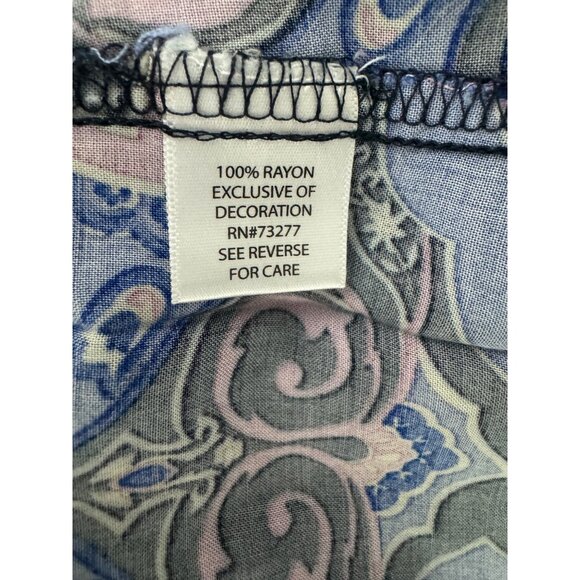 100% RAYON
EXCLUSIVE OF
DECORATION
RN#73277
SEE REVERSE
FOR CARE